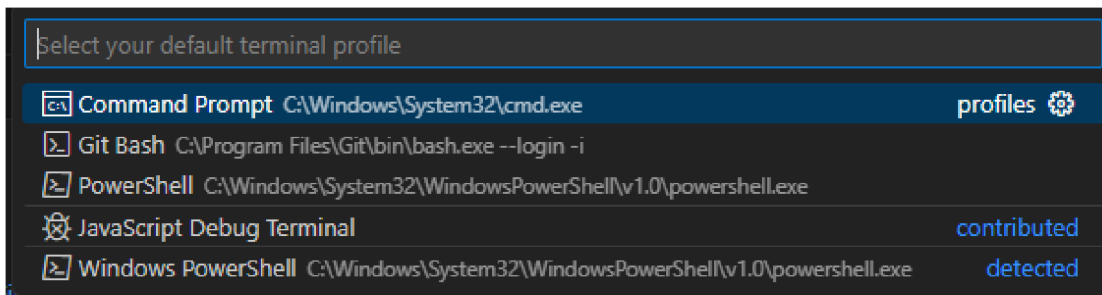 Select your default terminal profile
Command Prompt C:\Windows\System32\cmd.exe profiles
Git Bash C:\Program Files\Git\bin\bash.exe --login -i
PowerShell C:\Windows\System32\WindowsPowerShell\v1.0\powershell.exe
JavaScript Debug Terminal contributed
Windows PowerShell C:\Windows\System32\WindowsPowerShell\v1.0\powershell.exe detected